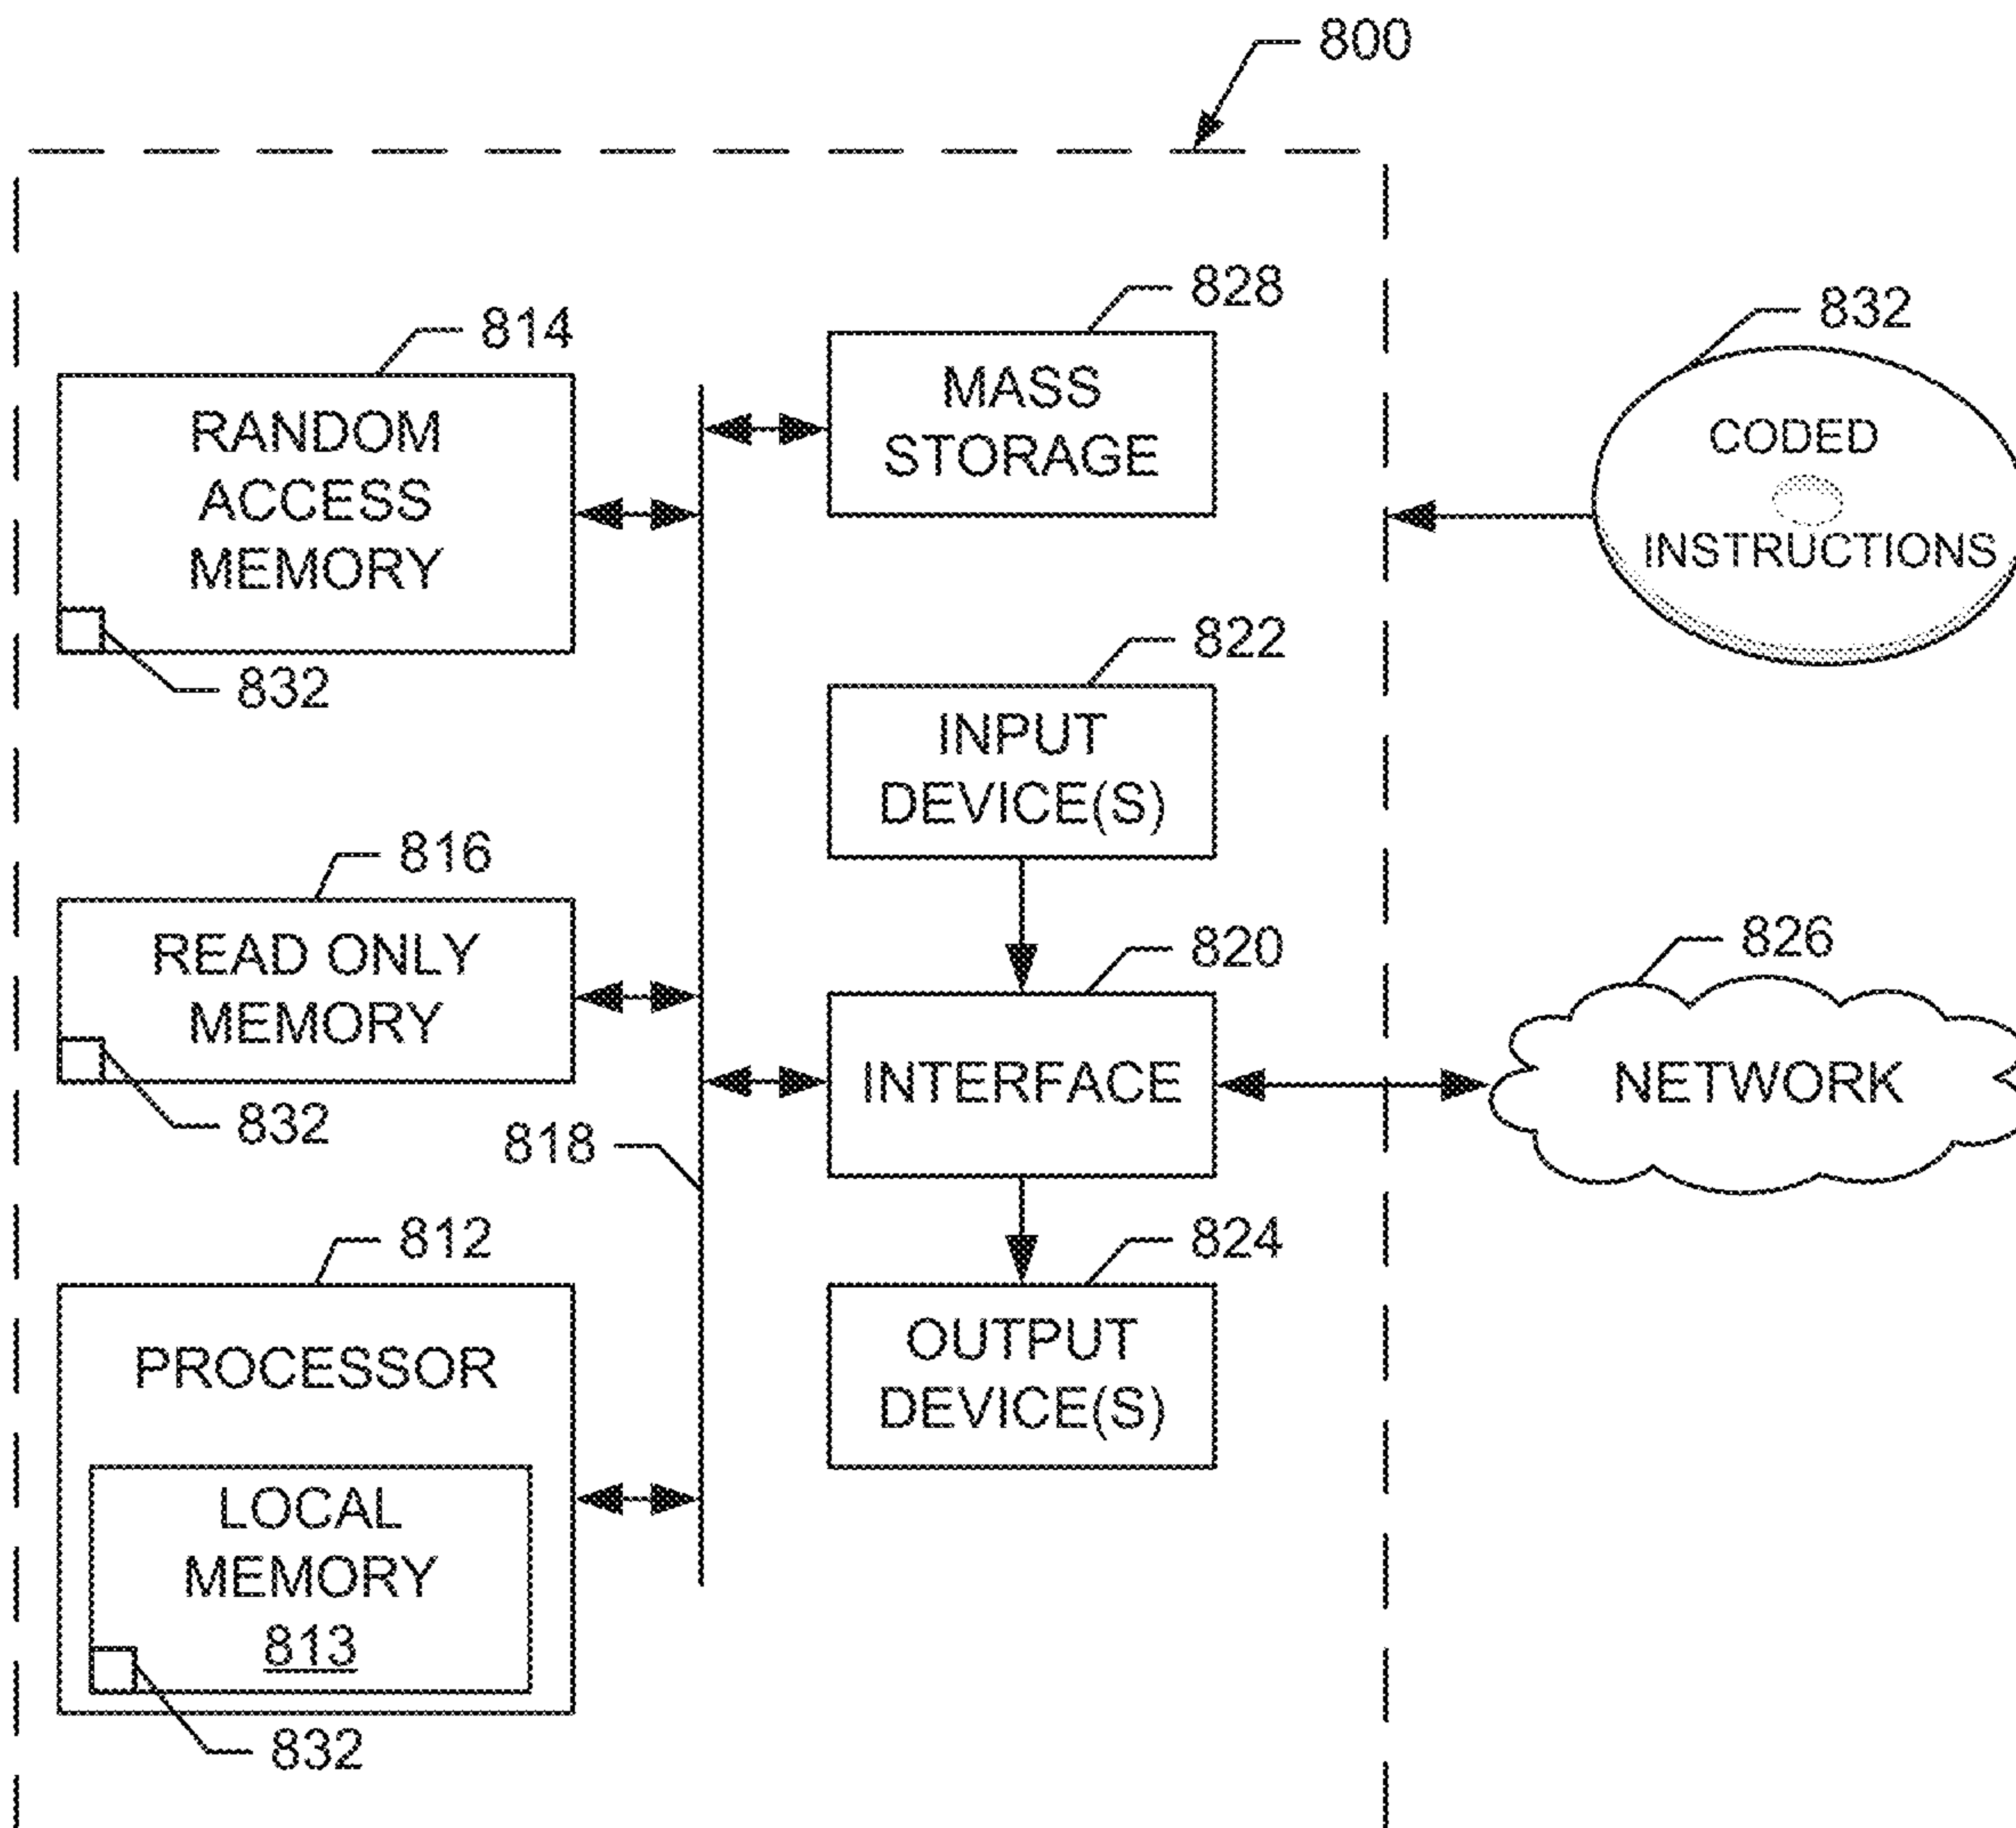 800
828
MASS
STORAGE
814
RANDOM
ACCESS
MEMORY
832
832
CODED
INSTRUCTIONS
822
INPUT
DEVICE(S)
816
READ ONLY
MEMORY
832
820
INTERFACE
826
NETWORK
818
812
PROCESSOR
LOCAL
MEMORY
813
832
824
OUTPUT
DEVICE(S)